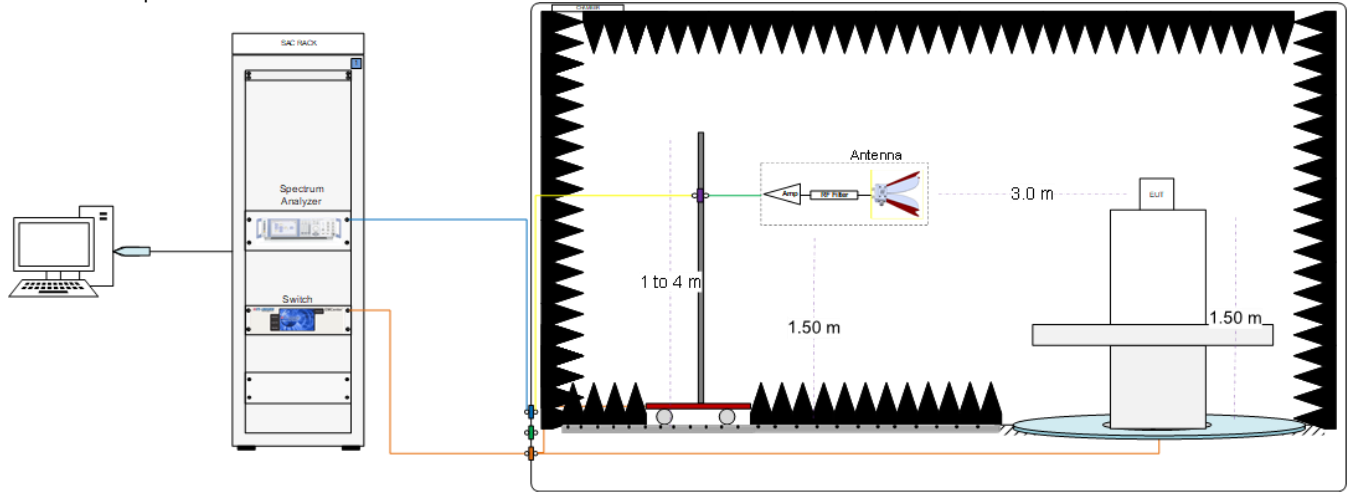 CHAMBER
SAC RACK
Antenna
Spectrum
Analyzer
Amp
RF Filter
3.0 m
EUT
1 to 4 m
Switch
1.50 m
1.50 m